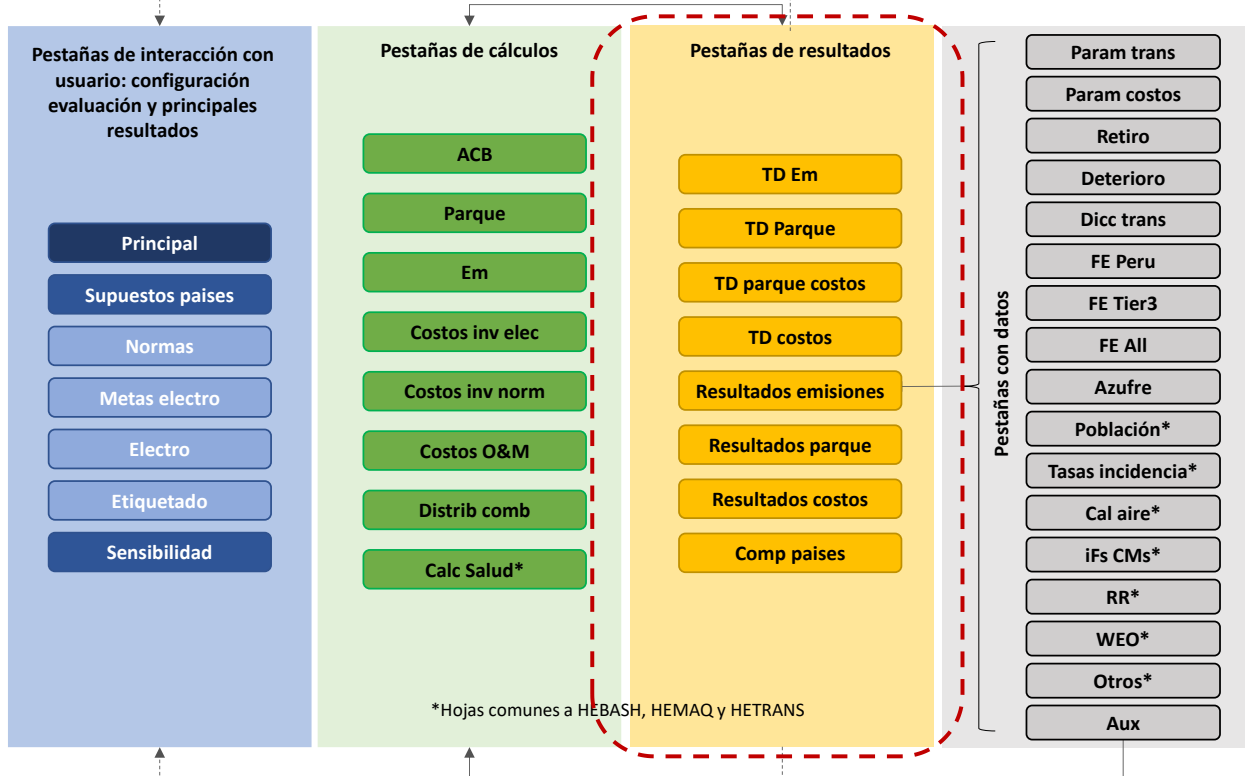 Pestañas de interacción con
usuario: configuración
evaluación y principales
resultados
Principal
Supuestos paises
Normas
Metas electro
Electro
Etiquetado
Sensibilidad
Pestañas de cálculos
ACB
Parque
Em
Costos inv elec
Costos inv norm
Costos O&M
Distrib comb
Calc Salud*
Pestañas de resultados
TD Em
TD Parque
TD parque costos
TD costos
Resultados emisiones
Resultados parque
Resultados costos
Comp paises
*Hojas comunes a HEBASH, HEMAQ y HETRANS
Pestañas con datos
Param trans
Param costos
Retiro
Deterioro
Dicc trans
FE Peru
FE Tier3
FE All
Azufre
Población*
Tasas incidencia*
Cal aire*
iFs CMs*
RR*
WEO*
Otros*
Aux